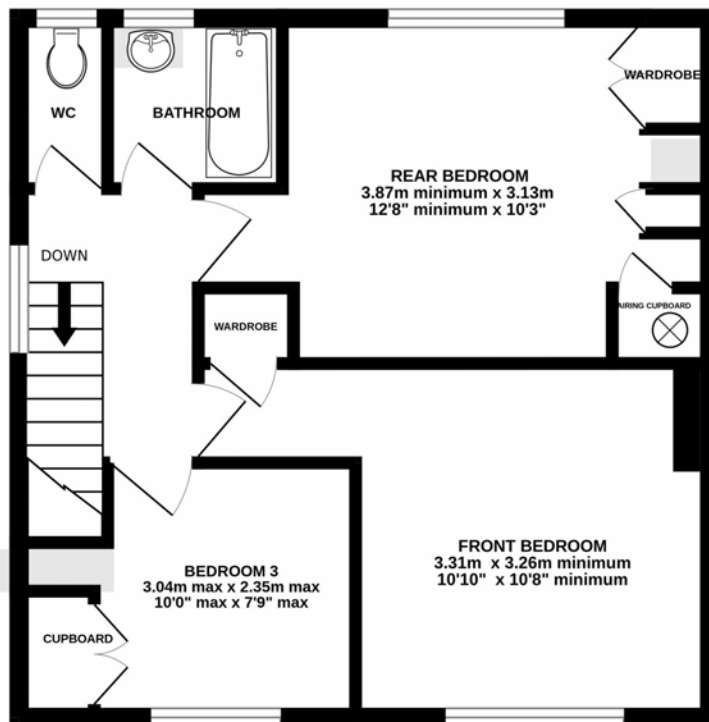 WC
BATHROOM
WARDROBE
REAR BEDROOM
3.87m minimum x 3.13m
12'8" minimum x 10'3"
DOWN
AIRING CUPBOARD
WARDROBE
FRONT BEDROOM
3.31m x 3.26m minimum
10'10" x 10'8" minimum
BEDROOM 3
3.04m max x 2.35m max
10'0" max x 7'9" max
CUPBOARD